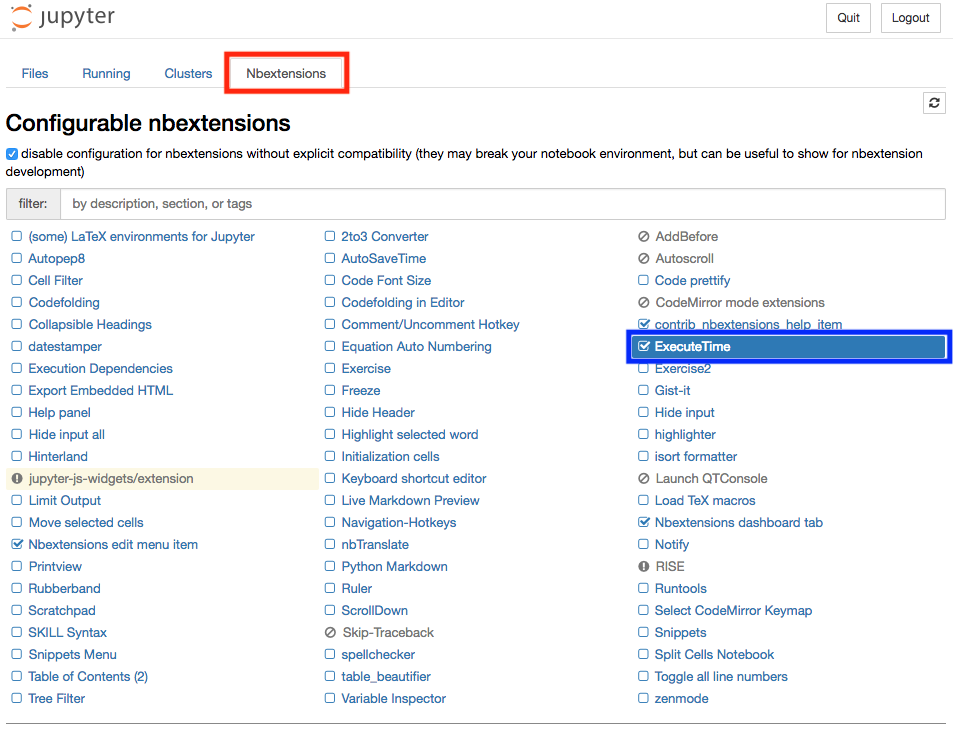 jupyter
Quit
Logout
Files
Running
Clusters
Nbextensions
Configurable nbextensions
disable configuration for nbextensions without explicit compatibility (they may break your notebook environment, but can be useful to show for nbextension
development)
filter:
by description, section, or tags
(some) LaTeX environments for Jupyter
2to3 Converter
AddBefore
Autopep8
AutoSaveTime
Autoscroll
Cell Filter
Code Font Size
Code prettify
Codefolding
Codefolding in Editor
CodeMirror mode extensions
Collapsible Headings
Comment/Uncomment Hotkey
contrib_nbextensions_help_item
datestamper
Equation Auto Numbering
ExecuteTime
Execution Dependencies
Exercise
Exercise2
Export Embedded HTML
Freeze
Gist-it
Help panel
Hide Header
Hide input
Hide input all
Highlight selected word
highlighter
Hinterland
Initialization cells
isort formatter
jupyter-js-widgets/extension
Keyboard shortcut editor
Launch QTConsole
Limit Output
Live Markdown Preview
Load TeX macros
Move selected cells
Navigation-Hotkeys
Nbextensions dashboard tab
Nbextensions edit menu item
nbTranslate
Notify
Printview
Python Markdown
RISE
Rubberband
Ruler
Runtools
Scratchpad
ScrollDown
Select CodeMirror Keymap
SKILL Syntax
Skip-Traceback
Snippets
Snippets Menu
spellchecker
Split Cells Notebook
Table of Contents (2)
table_beautifier
Toggle all line numbers
Tree Filter
Variable Inspector
zenmode